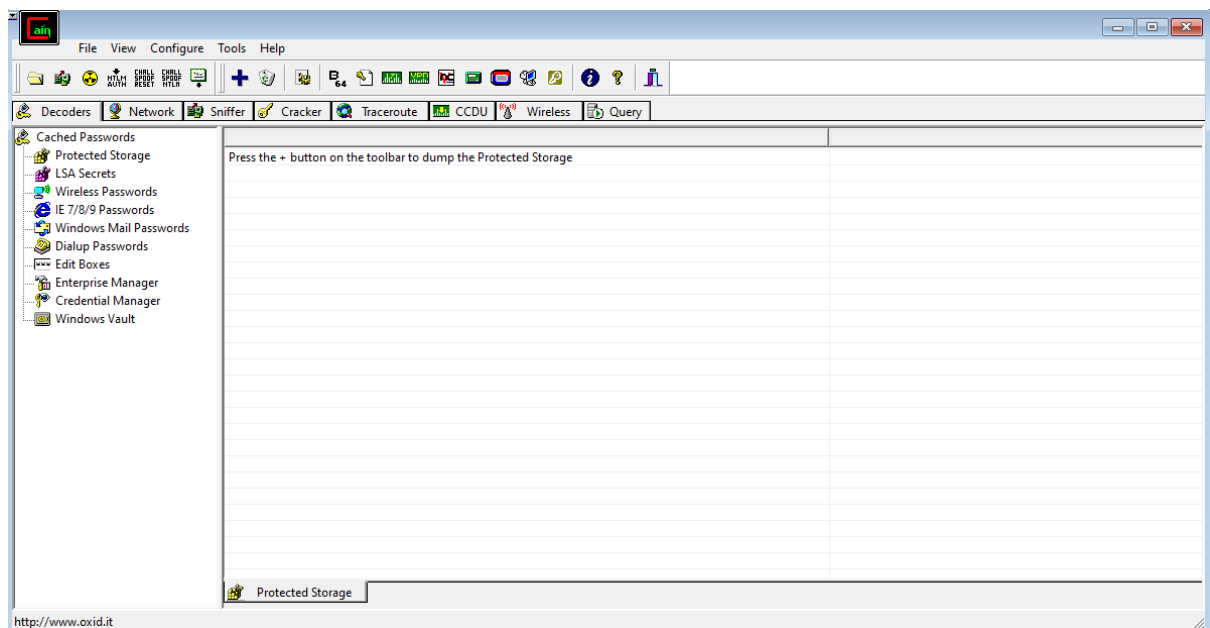 Cain
File View Configure Tools Help
NTLM AUTH CHALL SPOOF RESET CHALL SPOOF NTLM B64
Decoders Network Sniffer Cracker Traceroute CCDU Wireless Query
Cached Passwords
Protected Storage
LSA Secrets
Wireless Passwords
IE 7/8/9 Passwords
Windows Mail Passwords
Dialup Passwords
Edit Boxes
Enterprise Manager
Credential Manager
Windows Vault
Press the + button on the toolbar to dump the Protected Storage
Protected Storage
http://www.oxid.it